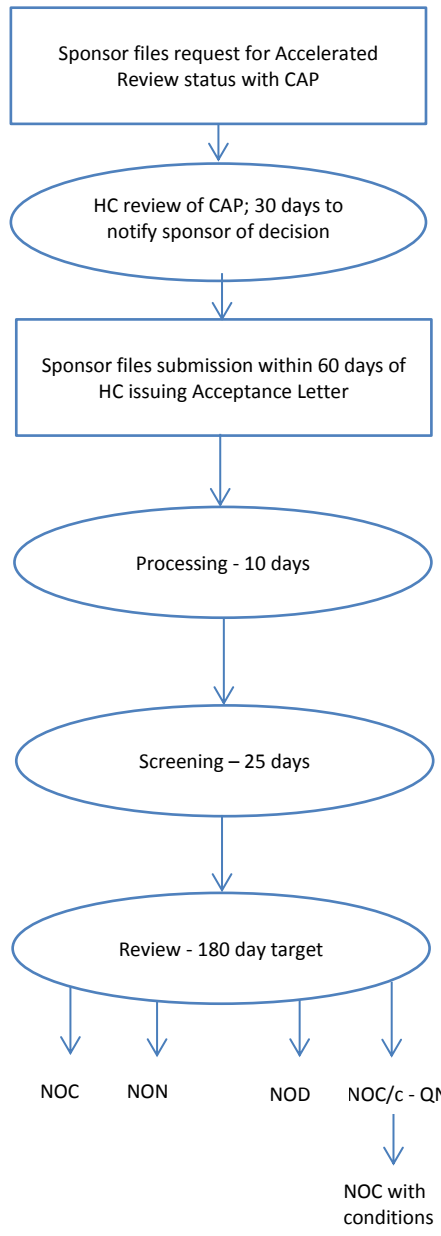 Sponsor files request for Accelerated
Review status with CAP
HC review of CAP; 30 days to
notify sponsor of decision
Sponsor files submission within 60 days of
HC issuing Acceptance Letter
Processing - 10 days
Screening – 25 days
Review - 180 day target
NOC NON NOD NOC/c - QN
NOC with
conditions